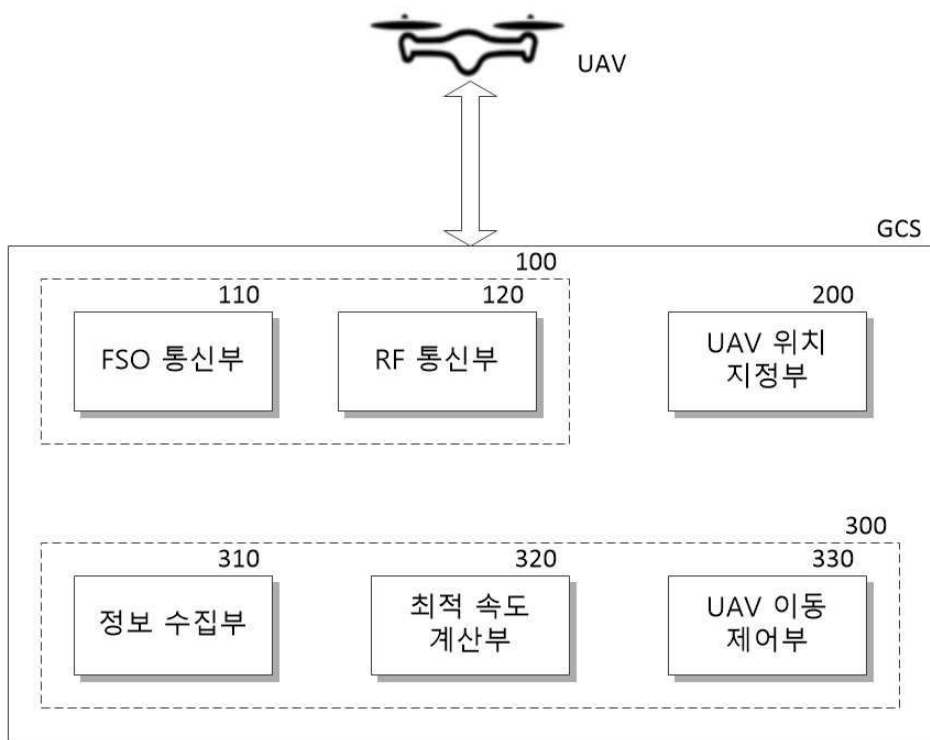 UAV
GCS
100
110
120
200
FSO 통신부
RF 통신부
UAV 위치
지정부
300
310
320
330
정보 수집부
최적 속도
계산부
UAV 이동
제어부